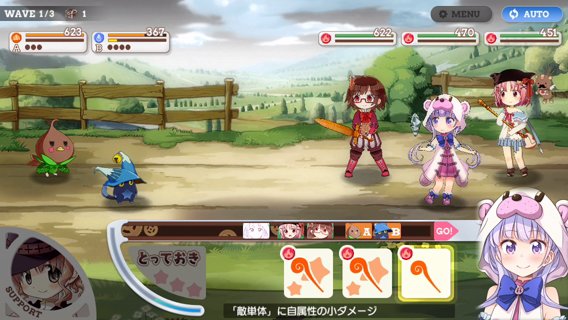 WAVE 1/3 1
MENU
AUTO
623
A
367
B
622
470
451
A B GO!
とっておき
SUPPORT
「敵単体」に自属性の小ダメージ